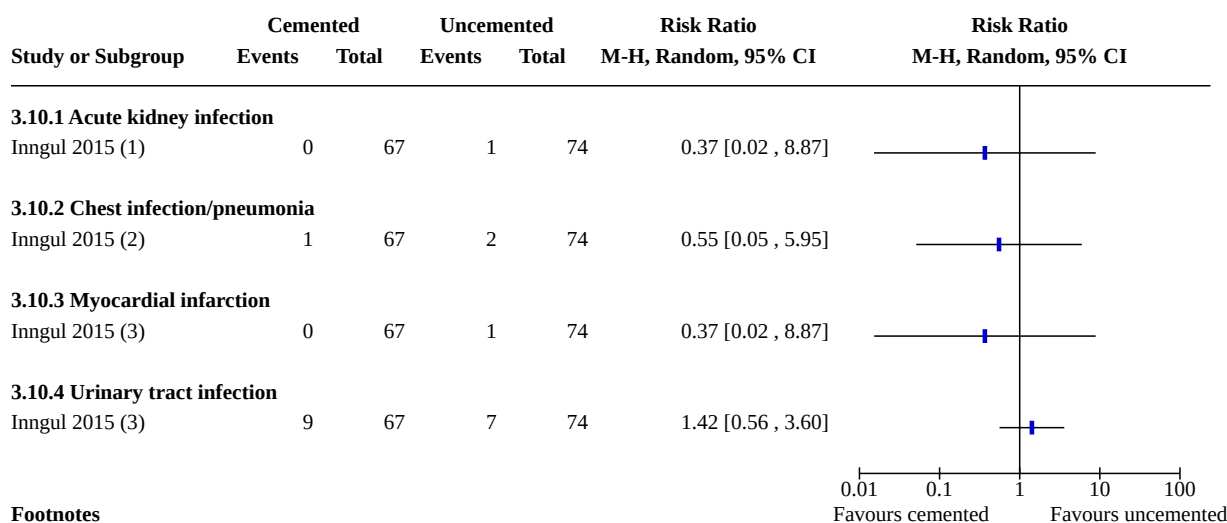 Cemented Uncemented Risk Ratio Risk Ratio
Study or Subgroup Events Total Events Total M-H, Random, 95% CI M-H, Random, 95% CI
3.10.1 Acute kidney infection
Inngul 2015 (1) 0 67 1 74 0.37 [0.02 , 8.87]
3.10.2 Chest infection/pneumonia
Inngul 2015 (2) 1 67 2 74 0.55 [0.05 , 5.95]
3.10.3 Myocardial infarction
Inngul 2015 (3) 0 67 1 74 0.37 [0.02 , 8.87]
3.10.4 Urinary tract infection
Inngul 2015 (3) 9 67 7 74 1.42 [0.56 , 3.60]
0.01 0.1 1 10 100
Footnotes Favours cemented Favours uncemented